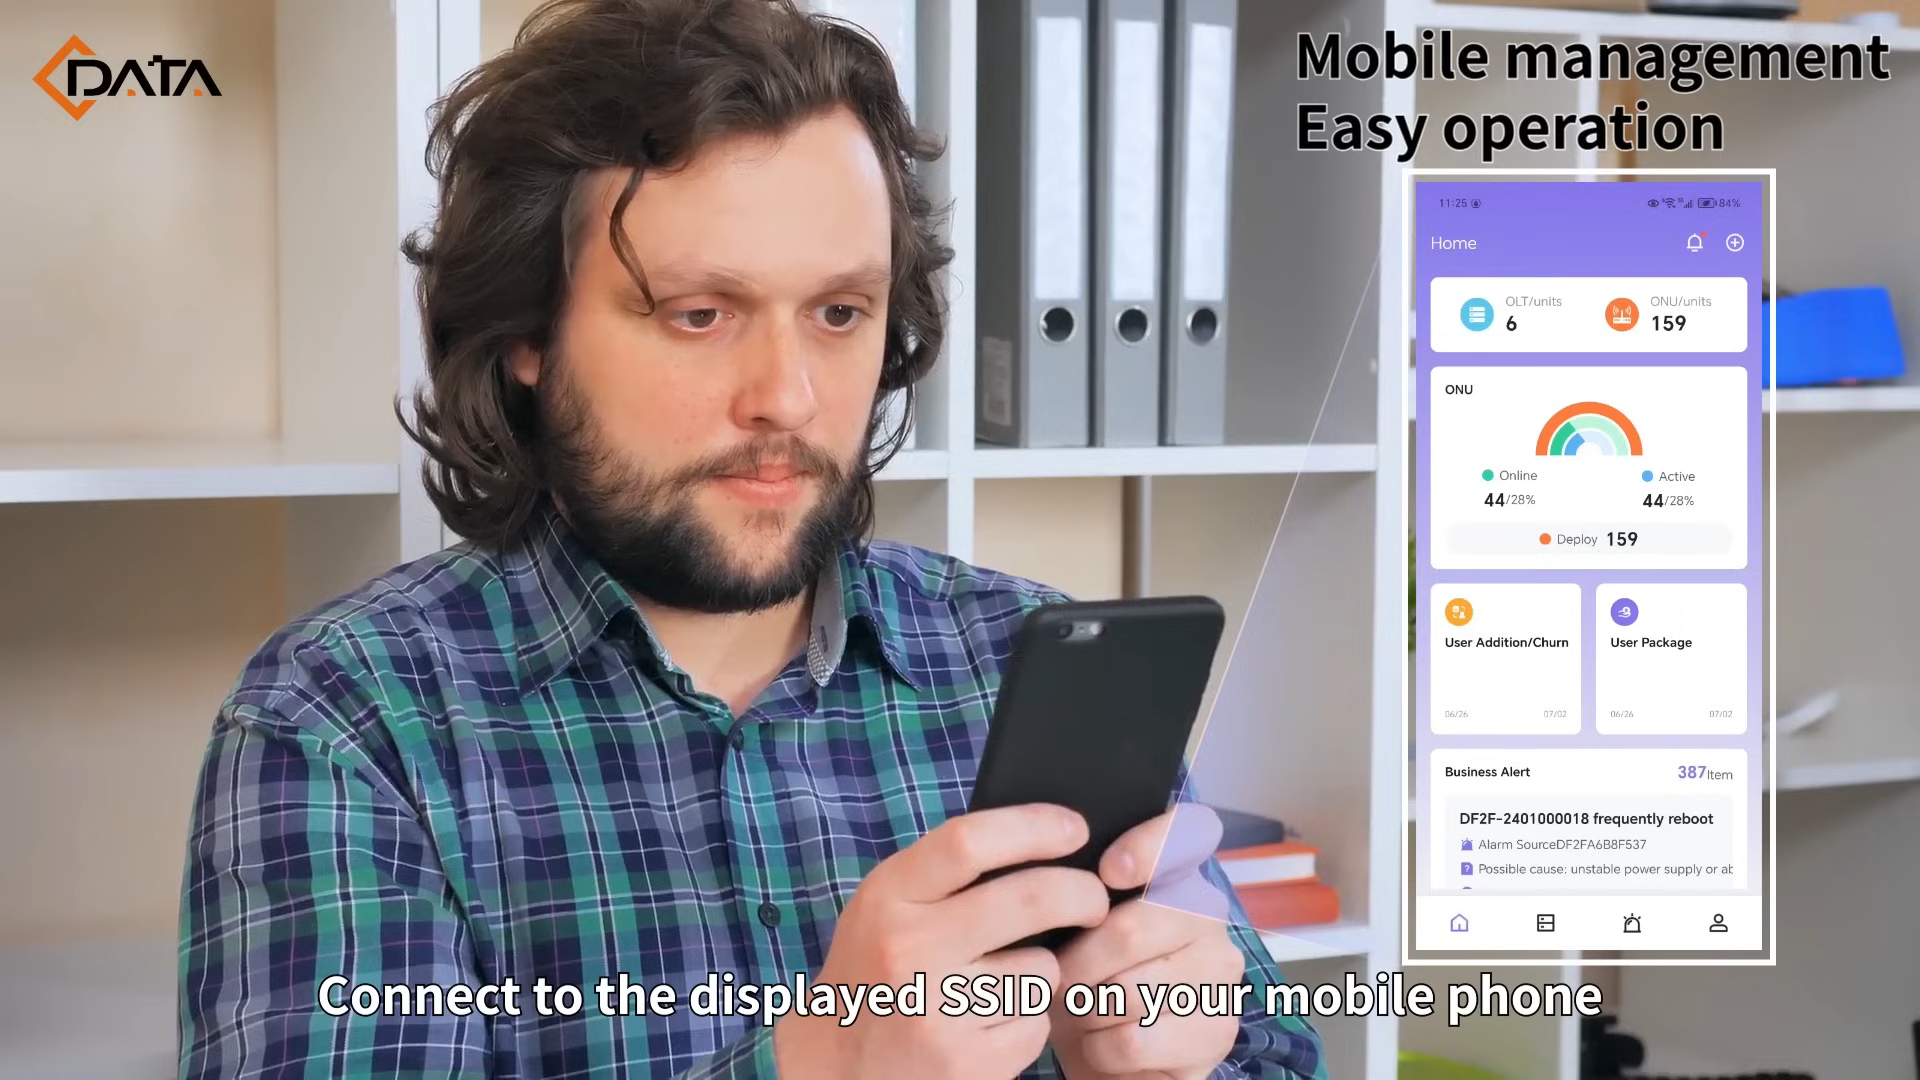 CDATA
Mobile management
Easy operation
11:25
84%
Home
OLT/units
6
ONU/units
159
ONU
Online
44/28%
Active
44/28%
Deploy 159
User Addition/Churn
06/26 07/02
User Package
06/26 07/02
Business Alert 387Item
DF2F-2401000018 frequently reboot
Alarm SourceDF2FA6B8F537
Possible cause: unstable power supply or ab
Connect to the displayed SSID on your mobile phone